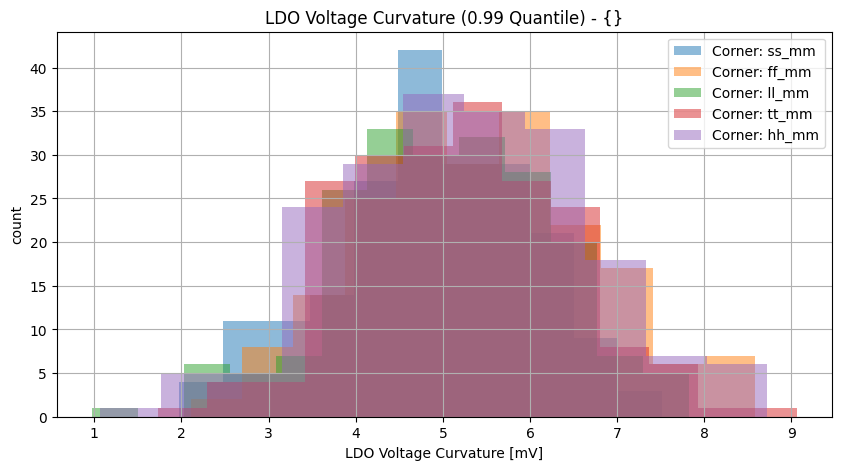 LDO Voltage Curvature (0.99 Quantile) - {}
Corner: ss_mm
Corner: ff_mm
Corner: ll_mm
Corner: tt_mm
Corner: hh_mm
count
40
35
30
25
20
15
10
5
0
1 2 3 4 5 6 7 8 9
LDO Voltage Curvature [mV]